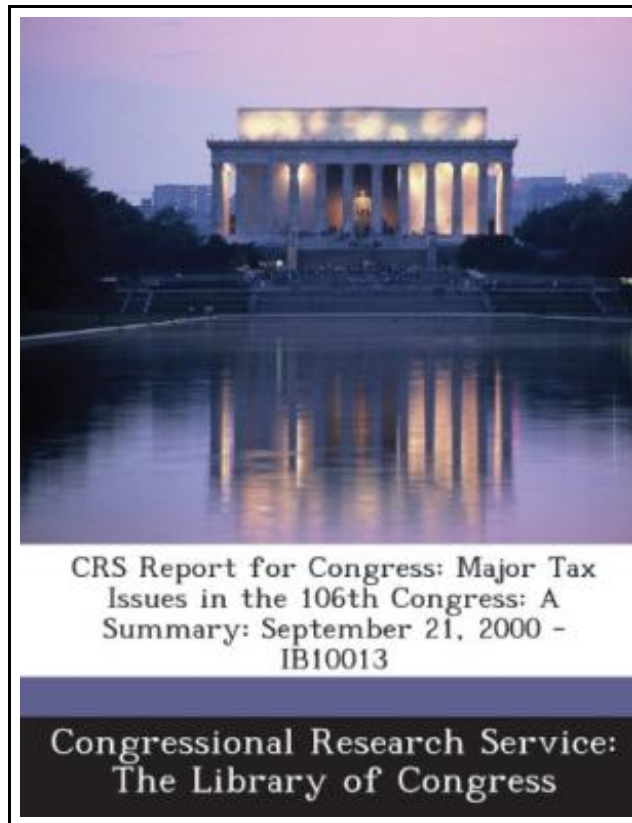 CRS Report for Congress: Major Tax
Issues in the 106th Congress: A
Summary: September 21, 2000 -
IB10013
Congressional Research Service:
The Library of Congress